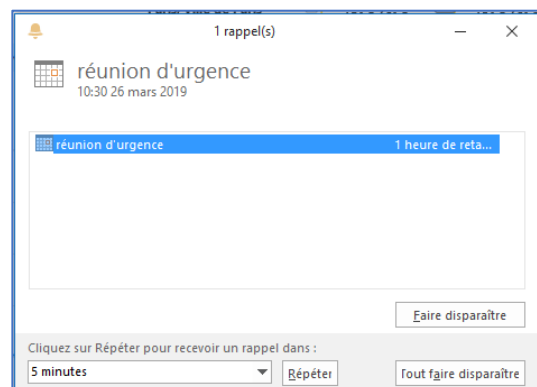 1 rappel(s)
réunion d'urgence
10:30 26 mars 2019
réunion d'urgence 1 heure de reta...
Faire disparaître
Cliquez sur Répéter pour recevoir un rappel dans :
5 minutes Répéter Tout faire disparaître